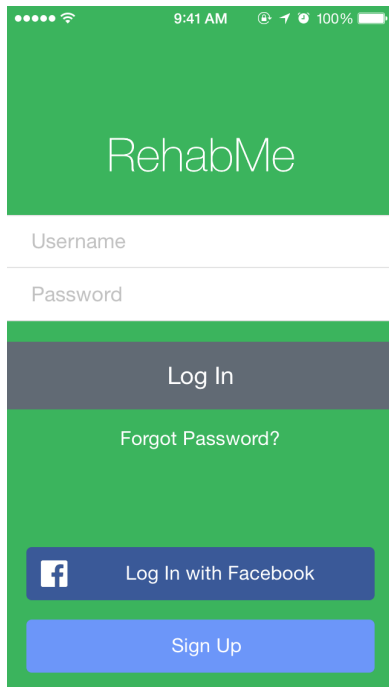 9:41 AM 100%
RehabMe
Username
Password
Log In
Forgot Password?
f Log In with Facebook
Sign Up